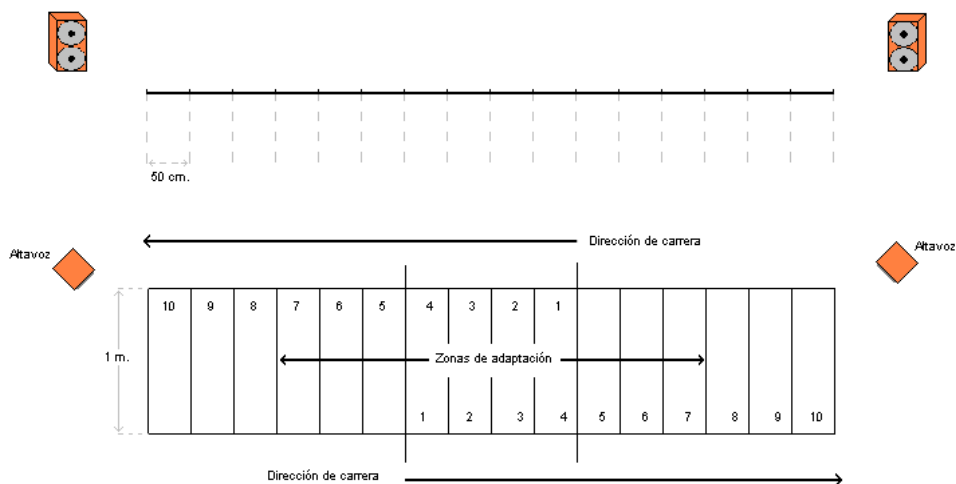 50 cm.
Dirección de carrera
Altavoz
Altavoz
10 9 8 7 6 5 4 3 2 1
1 m.
Zonas de adaptación
1 2 3 4 5 6 7 8 9 10
Dirección de carrera